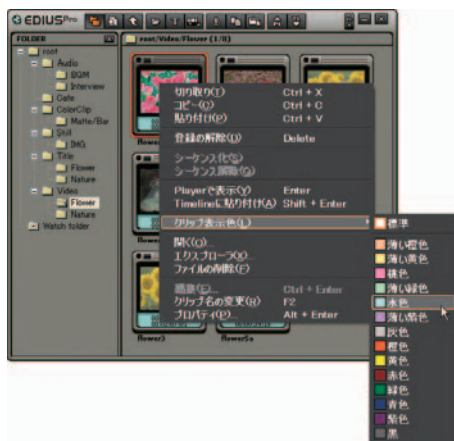 EDIUS Pro
FOLDER
root/Video/Flower (1/8)
root
Audio
BGM
Interview
Cate
ColorClip
Matte/Bar
Still
IMG
Title
Flower
Nature
Video
Flower
Nature
Watch folder
切り取り(T) Ctrl + X
コピー(C) Ctrl + C
貼り付け(P) Ctrl + V
登録の解除(D) Delete
シーケンス化(S)
シーケンス解除(G)
Playerで表示(Y) Enter
Timelineに貼り付け(A) Shift + Enter
クリップ表示色(L)
開く(O)...
エクスプローラ(X)...
ファイルの削除(F)
Ctrl + Enter
クリップ名の変更(R) F2
プロパティ(P)... Alt + Enter
標準
薄い橙色
薄い黄色
桃色
薄い緑色
水色
薄い紫色
灰色
橙色
黄色
赤色
緑色
青色
紫色
黒
Flower3
Flower5a